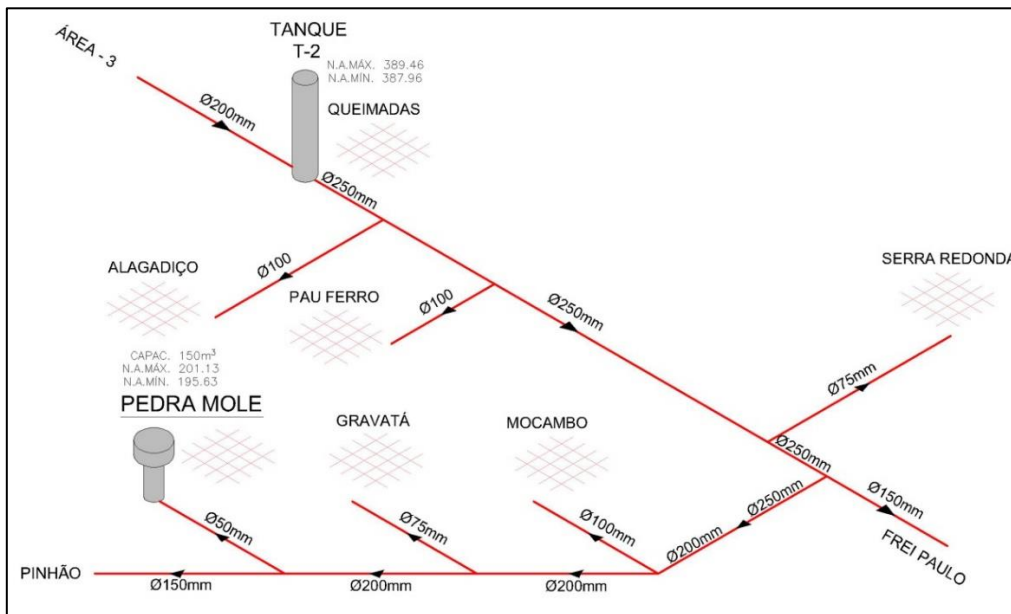 ÁREA - 3
TANQUE
T-2
N.A.MÁX. 389.46
N.A.MÍN. 387.96
QUEIMADAS
Ø200mm
Ø250mm
ALAGADIÇO
Ø100
PAU FERRO
Ø100
Ø250mm
SERRA REDONDA
Ø75mm
CAPAC. 150m³
N.A.MÁX. 201.13
N.A.MÍN. 195.63
PEDRA MOLE
GRAVATÁ
MOCAMBO
Ø250mm
Ø150mm
FREI PAULO
Ø250mm
Ø200mm
Ø100mm
Ø75mm
Ø50mm
PINHÃO
Ø150mm
Ø200mm
Ø200mm